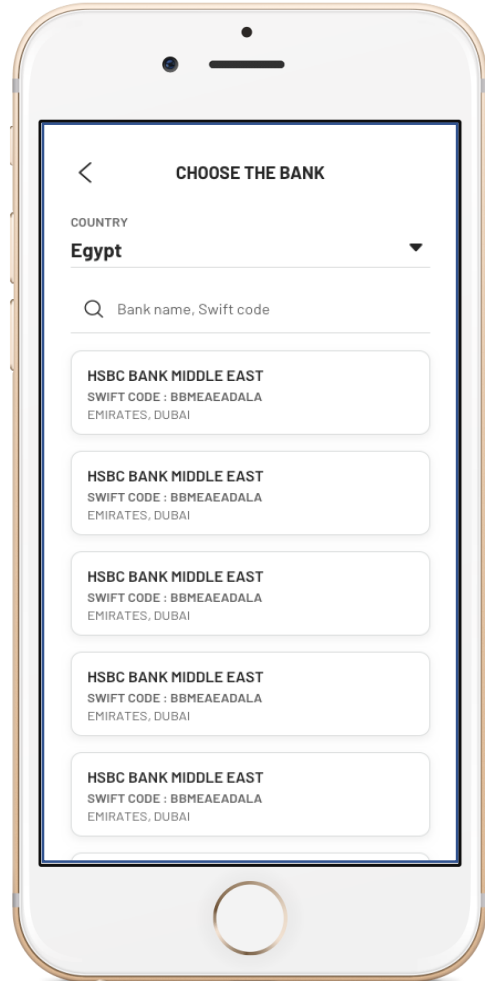 CHOOSE THE BANK
COUNTRY
Egypt
Bank name, Swift code
HSBC BANK MIDDLE EAST
SWIFT CODE : BBMEAEADALA
EMIRATES, DUBAI
HSBC BANK MIDDLE EAST
SWIFT CODE : BBMEAEADALA
EMIRATES, DUBAI
HSBC BANK MIDDLE EAST
SWIFT CODE : BBMEAEADALA
EMIRATES, DUBAI
HSBC BANK MIDDLE EAST
SWIFT CODE : BBMEAEADALA
EMIRATES, DUBAI
HSBC BANK MIDDLE EAST
SWIFT CODE : BBMEAEADALA
EMIRATES, DUBAI